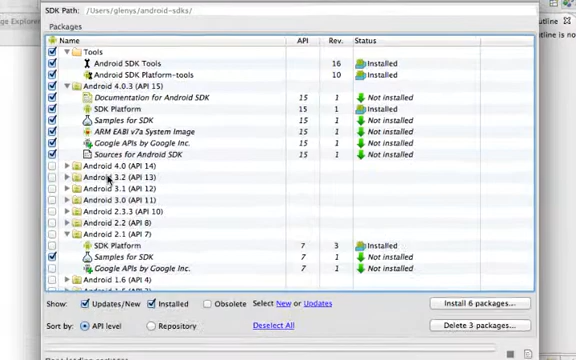 SDK Path: /Users/glenys/android-sdks/
Package Explorer
Outline
Packages
Name API Rev. Status
Tools
Android SDK Tools 16 Installed
Android SDK Platform-tools 10 Installed
Android 4.0.3 (API 15)
Documentation for Android SDK 15 1 Not installed
SDK Platform 15 1 Installed
Samples for SDK 15 1 Not installed
ARM EABI v7a System Image 15 1 Not installed
Google APIs by Google Inc. 15 1 Not installed
Sources for Android SDK 15 1 Not installed
Android 4.0 (API 14)
Android 3.2 (API 13)
Android 3.1 (API 12)
Android 3.0 (API 11)
Android 2.3.3 (API 10)
Android 2.2 (API 8)
Android 2.1 (API 7)
SDK Platform 7 3 Installed
Samples for SDK 7 1 Not installed
Google APIs by Google Inc. 7 1 Not installed
Android 1.6 (API 4)
Show: Updates/New Installed Obsolete Select New or Updates Install 6 packages...
Sort by: API level Repository Deselect All Delete 3 packages...